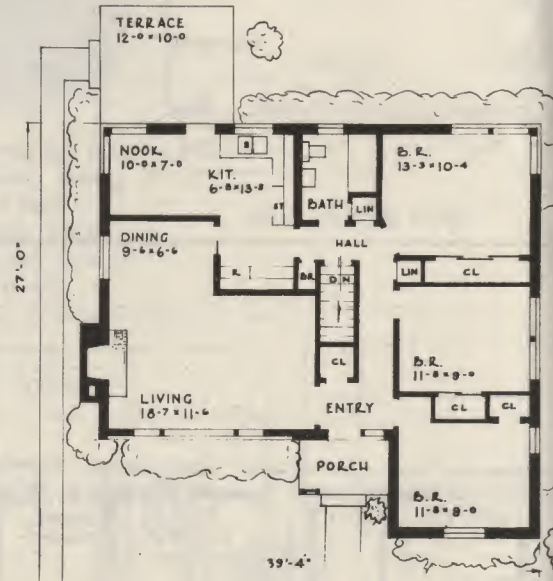 TERRACE
12-0 x 10-0
NOOK
10-0 x 7-0
KIT.
6-8 x 13-8
S
ST
BATH
LIN
B.R.
13-3 x 10-4
HALL
DINING
9-6 x 6-6
R
BR
DN
LIN
CL
27'-0"
CL
B.R.
11-8 x 9-0
LIVING
18-7 x 11-6
ENTRY
CL
CL
PORCH
B.R.
11-8 x 9-0
39'-4"